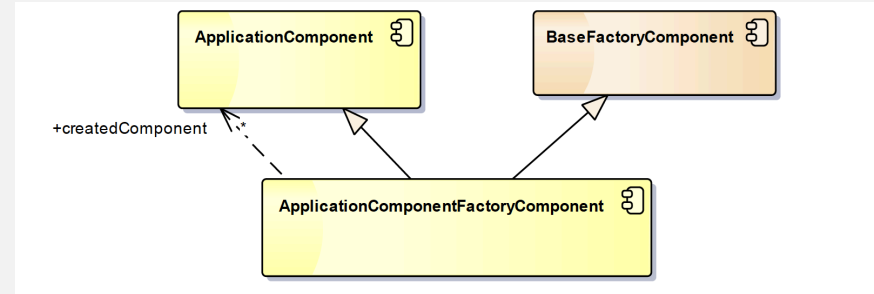 ApplicationComponent
BaseFactoryComponent
+createdComponent
*
ApplicationComponentFactoryComponent